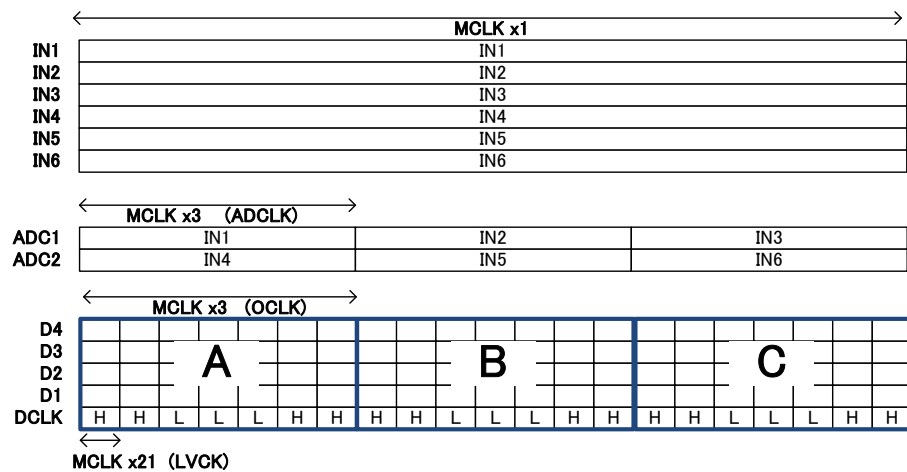 MCLK x1
IN1 IN1
IN2 IN2
IN3 IN3
IN4 IN4
IN5 IN5
IN6 IN6
MCLK x3 (ADCLK)
ADC1 IN1 IN2 IN3
ADC2 IN4 IN5 IN6
MCLK x3 (OCLK)
D4
D3
A B C
D2
D1
DCLK H H L L L H H H H L L L H H H H L L L H H
MCLK x21 (LVCK)